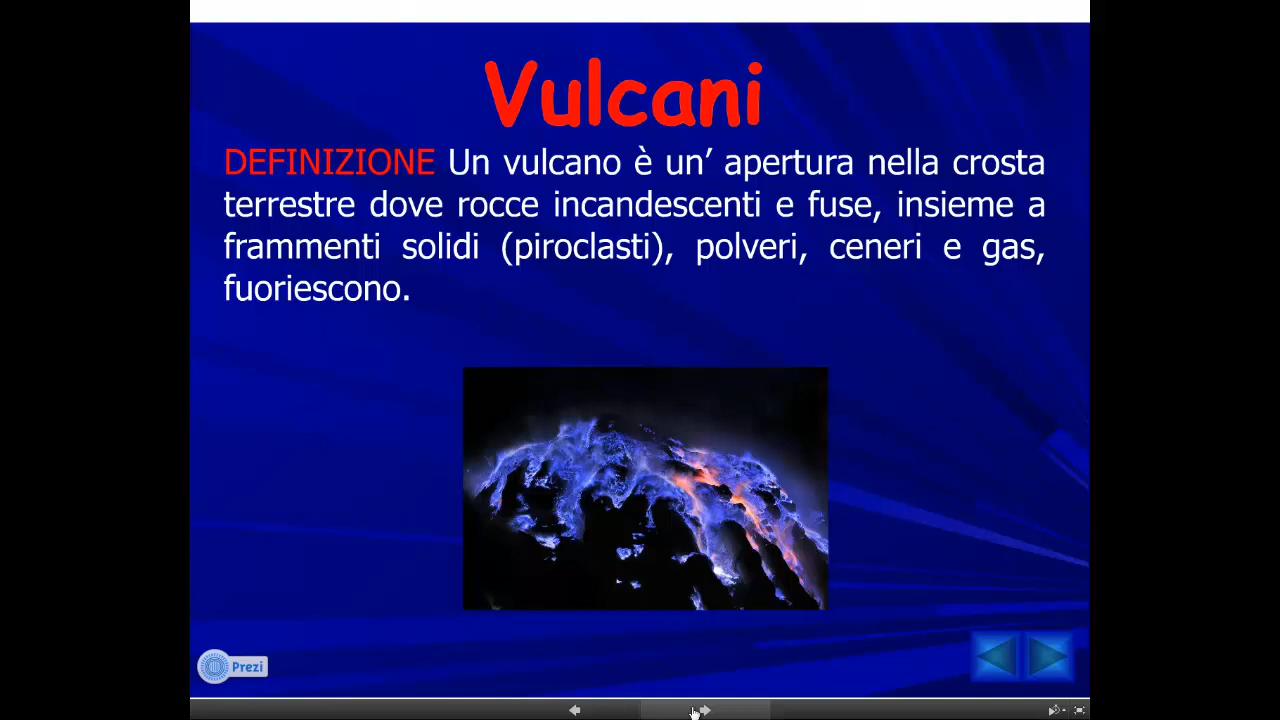 Vulcani
DEFINIZIONE Un vulcano è un’ apertura nella crosta
terrestre dove rocce incandescenti e fuse, insieme a
frammenti solidi (piroclasti), polveri, ceneri e gas,
fuoriescono.
Prezi